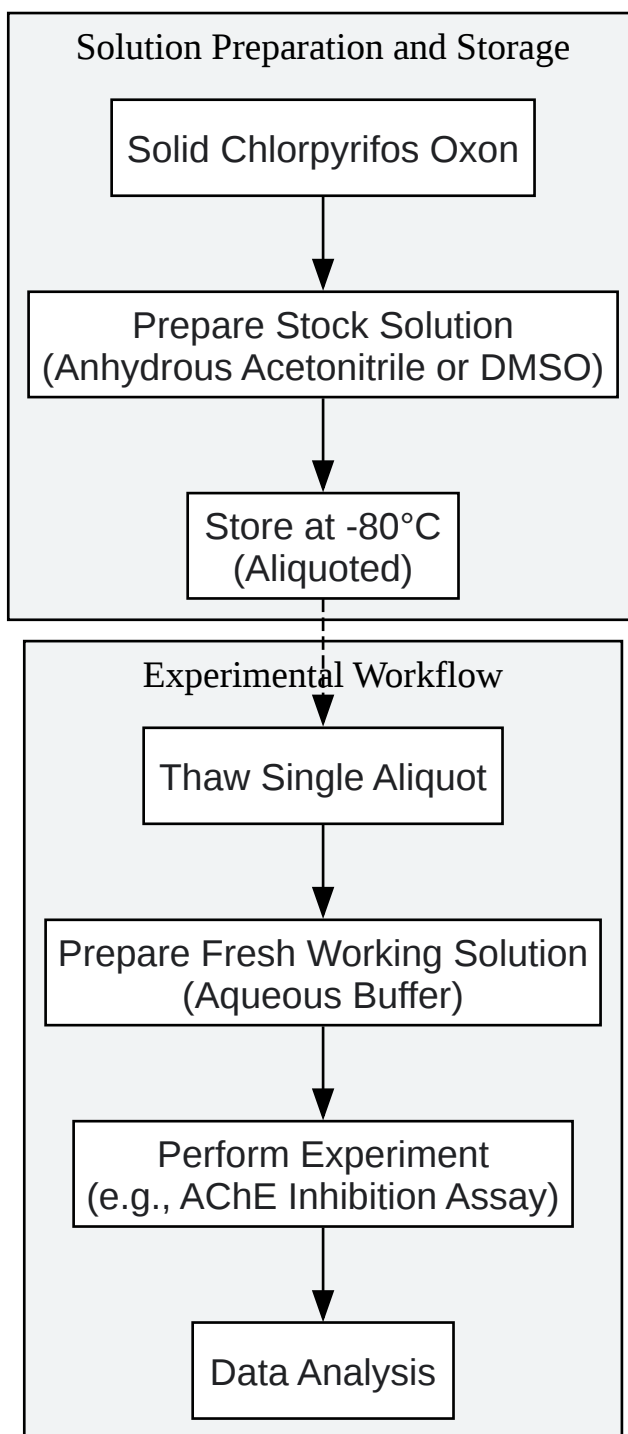 Solution Preparation and Storage
Solid Chlorpyrifos Oxon
Prepare Stock Solution
(Anhydrous Acetonitrile or DMSO)
Store at -80°C
(Aliquoted)
Experimental Workflow
Thaw Single Aliquot
Prepare Fresh Working Solution
(Aqueous Buffer)
Perform Experiment
(e.g., AChE Inhibition Assay)
Data Analysis